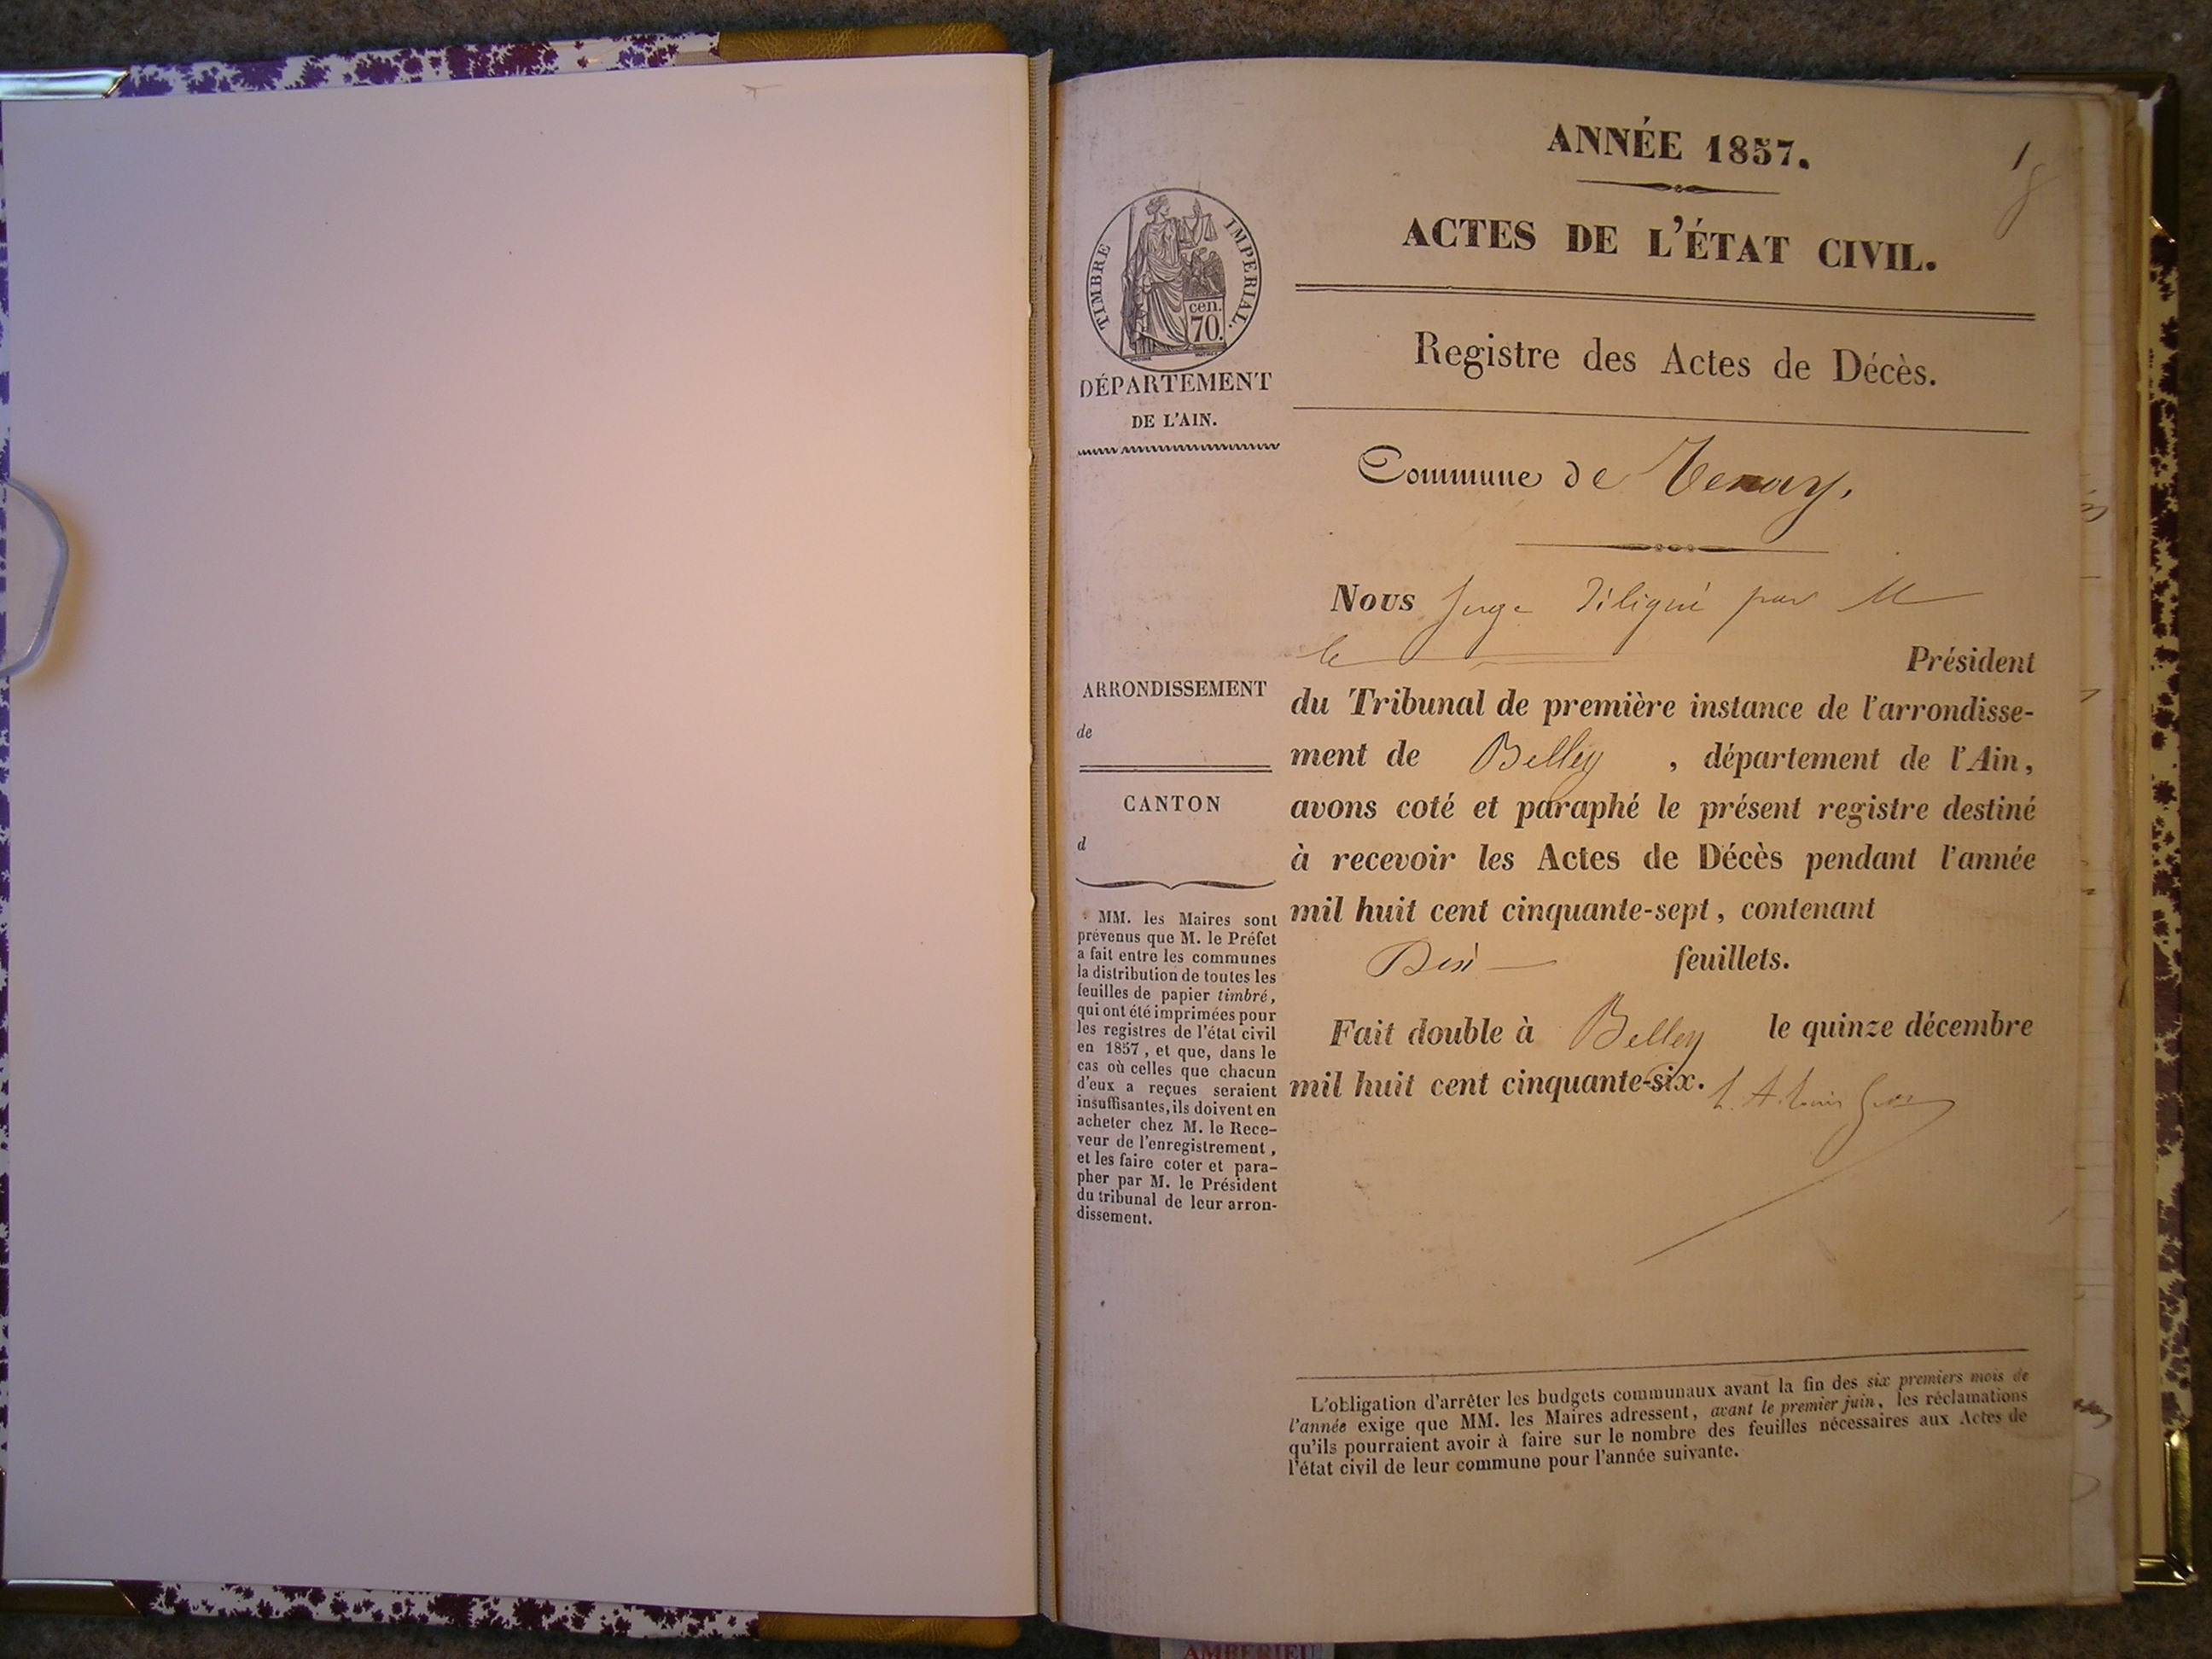 ANNÉE 1857.
1
ACTES DE L'ÉTAT CIVIL.
TIMBRE IMPERIAL.
cen.
70.
DÉPARTEMENT
DE L'AIN.
Registre des Actes de Décès.
Commune de Tenay.
Nous Juge délégué par M
le Président
du Tribunal de première instance de l'arrondisse-
ment de Belley, département de l'Ain,
avons coté et paraphé le présent registre destiné
à recevoir les Actes de Décès pendant l'année
mil huit cent cinquante-sept, contenant
feuillets.
Fait double à Belley le quinze décembre
mil huit cent cinquante-six.
ARRONDISSEMENT
de
CANTON
d
MM. les Maires sont
prévenus que M. le Préfet
a fait entre les communes
la distribution de toutes les
feuilles de papier timbré,
qui ont été imprimées pour
les registres de l'état civil
en 1857, et que, dans le
cas où celles que chacun
d'eux a reçues seraient
insuffisantes, ils doivent en
acheter chez M. le Rece-
veur de l'enregistrement,
et les faire coter et para-
pher par M. le Président
du tribunal de leur arron-
dissement.
L'obligation d'arrêter les budgets communaux avant la fin des six premiers mois de
l'année exige que MM. les Maires adressent, avant le premier juin, les réclamations
qu'ils pourraient avoir à faire sur le nombre des feuilles nécessaires aux Actes de
l'état civil de leur commune pour l'année suivante.
AMBERIEU